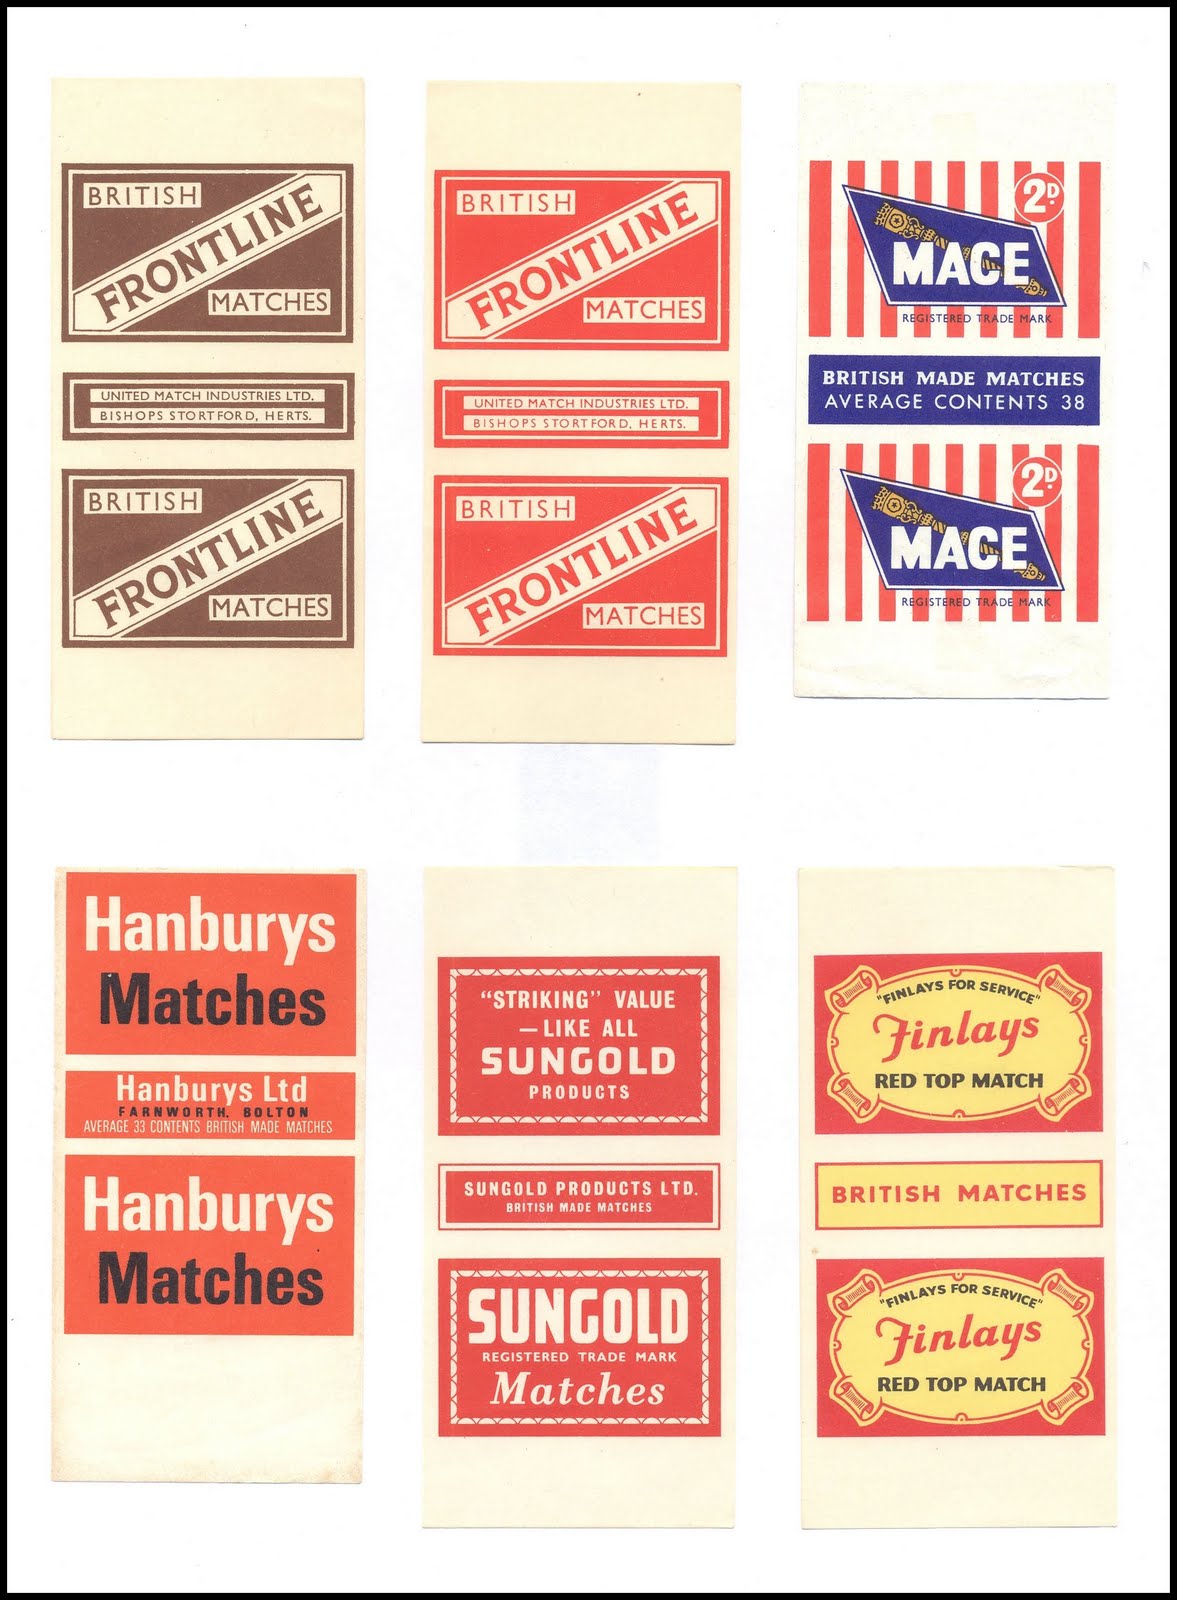 BRITISH
FRONTLINE
MATCHES
UNITED MATCH INDUSTRIES LTD.
BISHOPS STORTFORD, HERTS.
BRITISH
FRONTLINE
MATCHES
BRITISH
FRONTLINE
MATCHES
UNITED MATCH INDUSTRIES LTD.
BISHOPS STORTFORD, HERTS.
BRITISH
FRONTLINE
MATCHES
2D.
MACE
REGISTERED TRADE MARK
BRITISH MADE MATCHES
AVERAGE CONTENTS 38
2D.
MACE
REGISTERED TRADE MARK
Hanburys
Matches
Hanburys Ltd
FARNWORTH, BOLTON
AVERAGE 33 CONTENTS BRITISH MADE MATCHES
Hanburys
Matches
"STRIKING" VALUE
—LIKE ALL
SUNGOLD
PRODUCTS
SUNGOLD PRODUCTS LTD.
BRITISH MADE MATCHES
SUNGOLD
REGISTERED TRADE MARK
Matches
"FINLAYS FOR SERVICE"
Finlays
RED TOP MATCH
BRITISH MATCHES
"FINLAYS FOR SERVICE"
Finlays
RED TOP MATCH